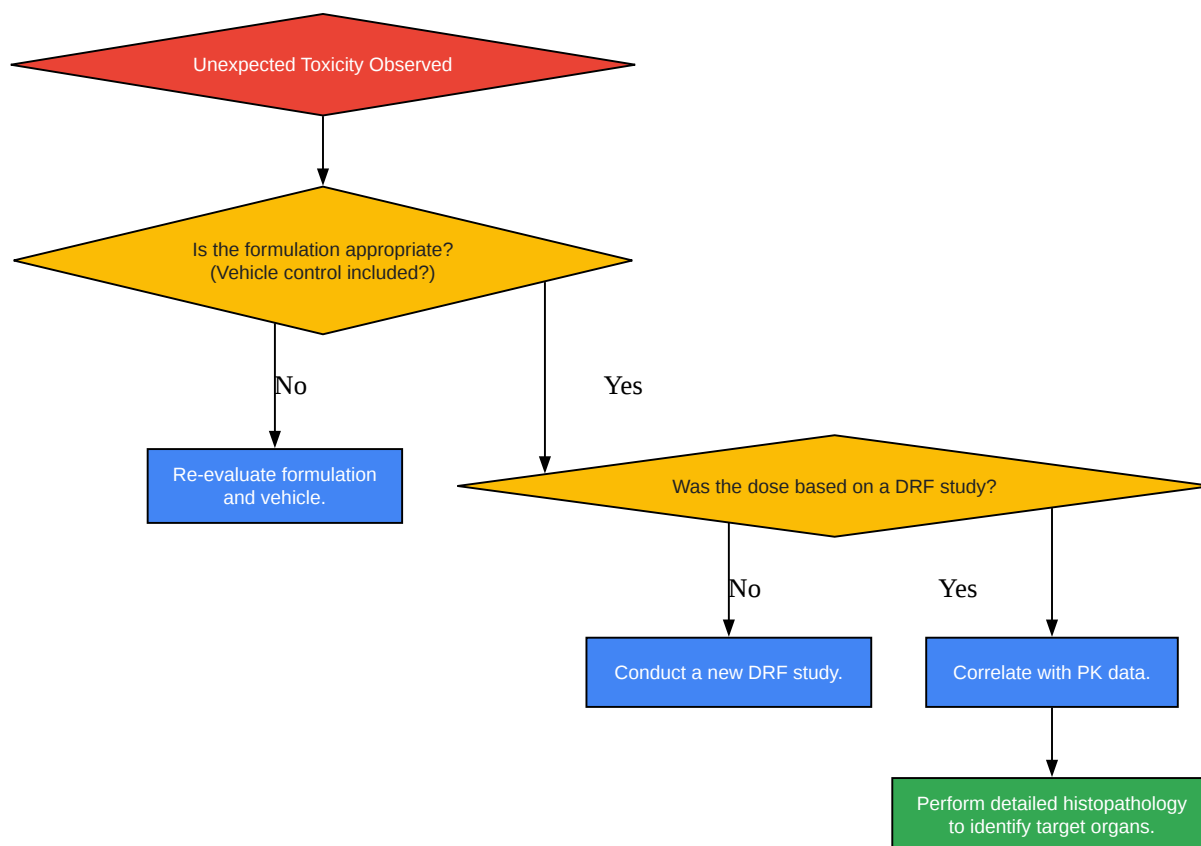 Unexpected Toxicity Observed
Is the formulation appropriate?
(Vehicle control included?)
No
Yes
Re-evaluate formulation
and vehicle.
Was the dose based on a DRF study?
No
Yes
Conduct a new DRF study.
Correlate with PK data.
Perform detailed histopathology
to identify target organs.